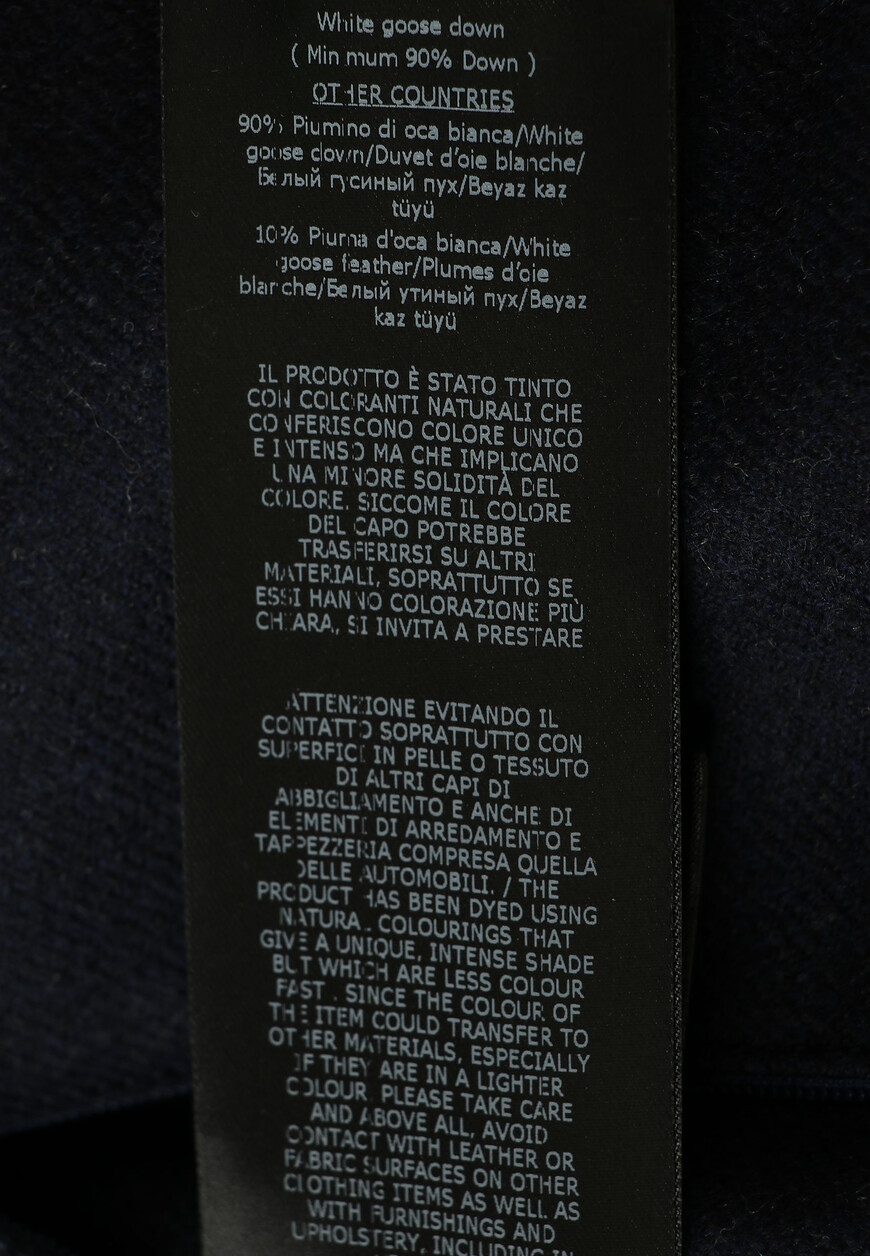 White goose down
( Minimum 90% Down )
OTHER COUNTRIES
90% Piumino di oca bianca/White
goose down/Duvet d'oie blanche/
Белый гусиный пух/Beyaz kaz
tüyü
10% Piuma d'oca bianca/White
goose feather/Plumes d'oie
blanche/Белый утиный пух/Beyaz
kaz tüyü
IL PRODOTTO È STATO TINTO
CON COLORANTI NATURALI CHE
CONFERISCONO COLORE UNICO
E INTENSO MA CHE IMPLICANO
UNA MINORE SOLIDITÀ DEL
COLORE. SICCOME IL COLORE
DEL CAPO POTREBBE
TRASFERIRSI SU ALTRI
MATERIALI, SOPRATTUTTO SE
ESSI HANNO COLORAZIONE PIÙ
CHIARA, SI INVITA A PRESTARE
ATTENZIONE EVITANDO IL
CONTATTO SOPRATTUTTO CON
SUPERFICI IN PELLE O TESSUTO
DI ALTRI CAPI DI
ABBIGLIAMENTO E ANCHE DI
ELEMENTI DI ARREDAMENTO E
TAPPEZZERIA COMPRESA QUELLA
DELLE AUTOMOBILI. / THE
PRODUCT HAS BEEN DYED USING
NATURAL COLOURINGS THAT
GIVE A UNIQUE, INTENSE SHADE
BUT WHICH ARE LESS COLOUR
FAST . SINCE THE COLOUR OF
THE ITEM COULD TRANSFER TO
OTHER MATERIALS, ESPECIALLY
IF THEY ARE IN A LIGHTER
COLOUR, PLEASE TAKE CARE
AND ABOVE ALL, AVOID
CONTACT WITH LEATHER OR
FABRIC SURFACES ON OTHER
CLOTHING ITEMS AS WELL AS
WITH FURNISHINGS AND
UPHOLSTERY, INCLUDING IN